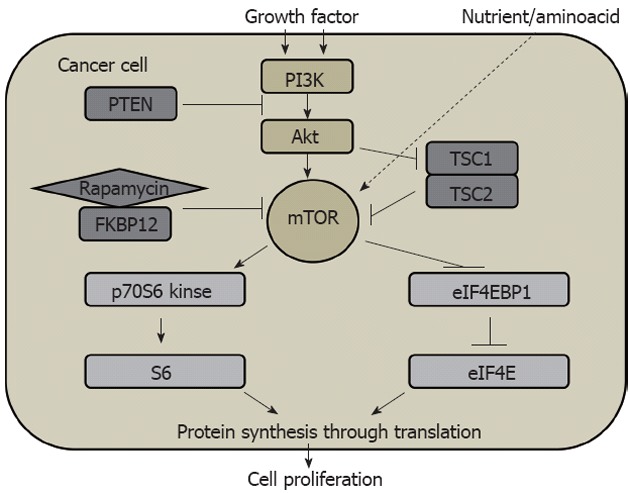 Growth factor
Nutrient/aminoacid
Cancer cell
PI3K
PTEN
Akt
TSC1
TSC2
Rapamycin
FKBP12
mTOR
p70S6 kinse
eIF4EBP1
S6
eIF4E
Protein synthesis through translation
Cell proliferation